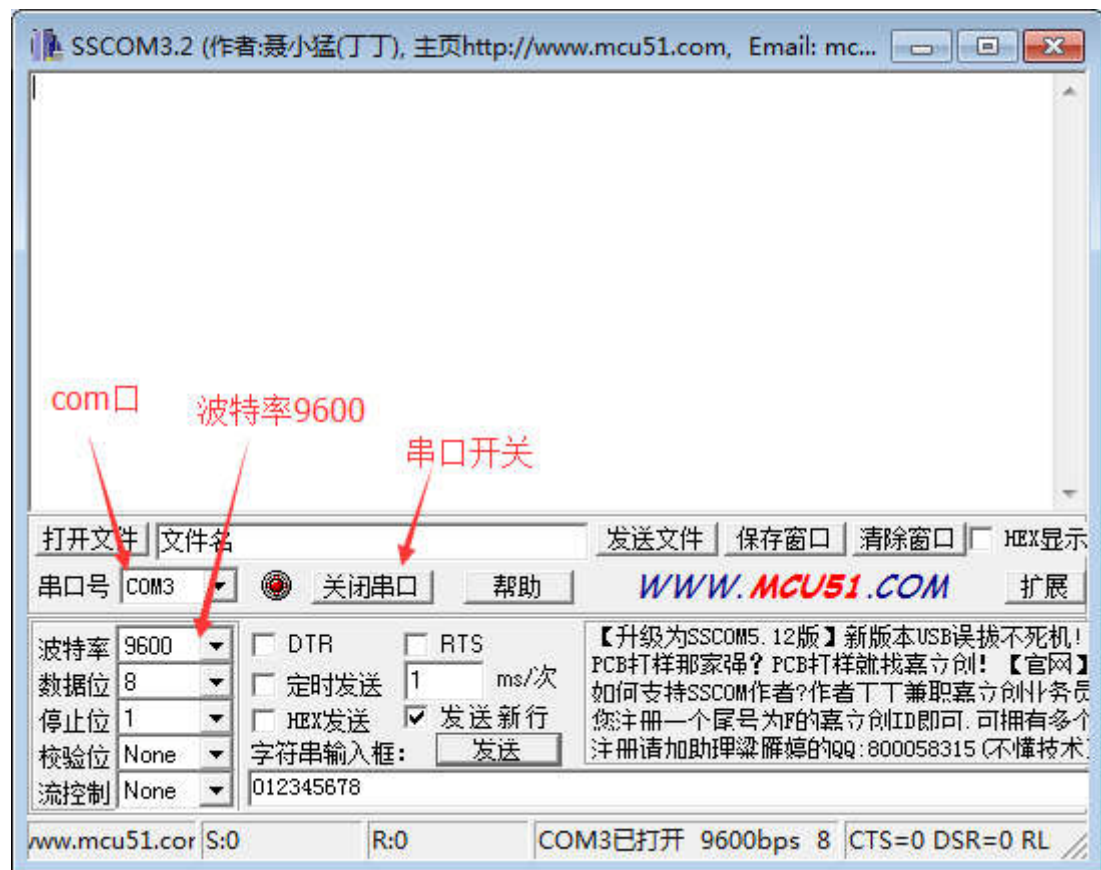 SSCOM3.2 (作者:聂小猛(丁丁), 主页http://www.mcu51.com, Email: mc...
com口
波特率9600
串口开关
打开文件 文件名 发送文件 保存窗口 清除窗口 HEX显示
串口号 COM3 关闭串口 帮助 WWW.MCU51.COM 扩展
波特率 9600 DTR RTS
数据位 8 定时发送 1 ms/次
停止位 1 HEX发送 发送新行
校验位 None 字符串输入框: 发送
流控制 None 012345678
【升级为SSCOM5.12版】新版本USB误拔不死机!
PCB打样那家强? PCB打样就找嘉立创! 【官网】
如何支持SSCOM作者?作者丁丁兼职嘉立创业务员
您注册一个尾号为F的嘉立创ID即可.可拥有多个
注册请加助理梁雁婷的QQ:800058315(不懂技术
www.mcu51.cor S:0 R:0 COM3已打开 9600bps 8 CTS=0 DSR=0 RL